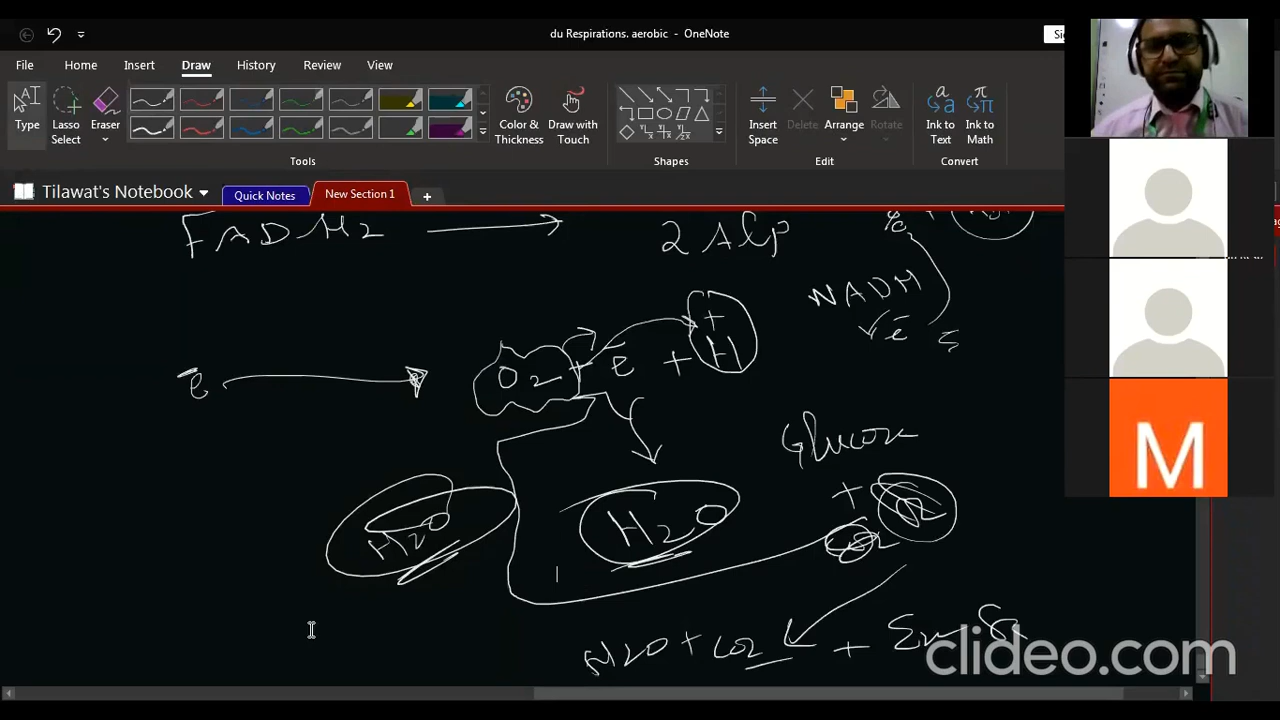 du Respirations. aerobic - OneNote
File Home Insert Draw History Review View
Type Lasso Select Eraser Color & Thickness Draw with Touch Insert Space Delete Arrange Rotate Ink to Text Ink to Math
Tools Shapes Edit Convert
Tilawat's Notebook Quick Notes New Section 1 +
FADH2 → 2 Atp
NADH
e → O2 + e + H+
Glucose
+ O2
H2O H2O
H2O + CO2 +
M
clideo.com